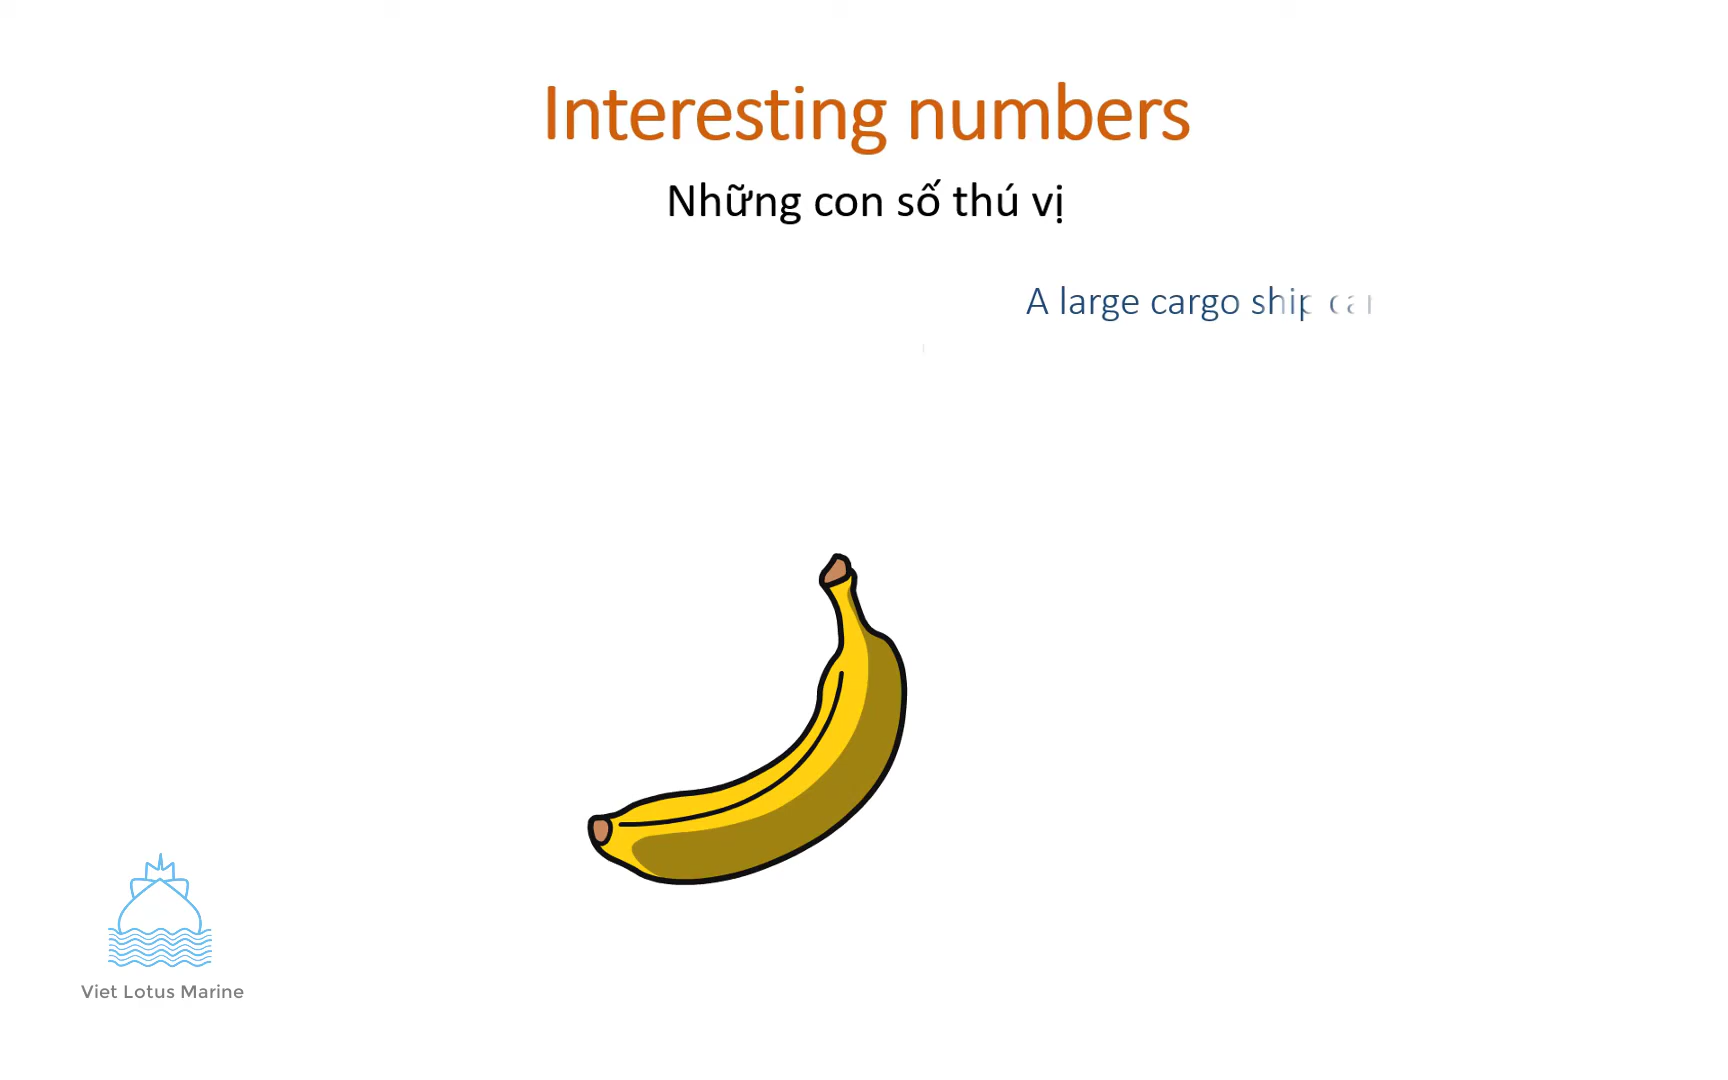 Interesting numbers
Những con số thú vị
A large cargo ship
Viet Lotus Marine